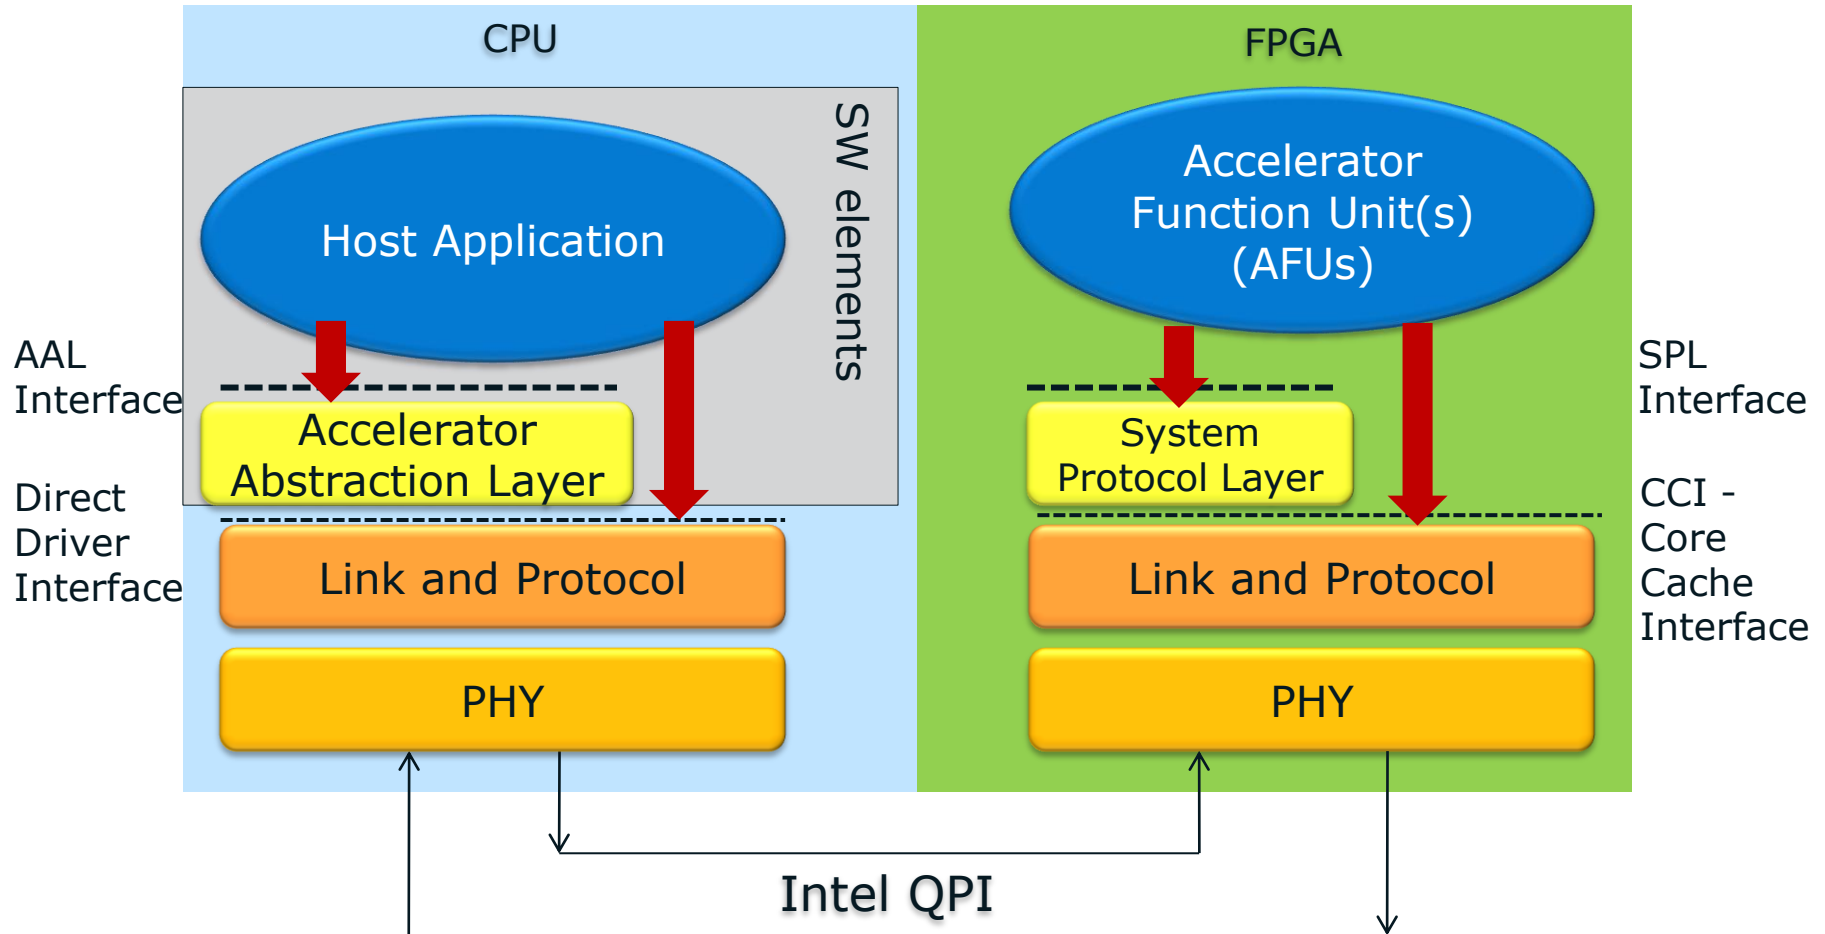 CPU
FPGA
SW elements
Host Application
Accelerator
Function Unit(s)
(AFUs)
AAL
Interface
Accelerator
Abstraction Layer
System
Protocol Layer
SPL
Interface
Direct
Driver
Interface
Link and Protocol
Link and Protocol
CCI -
Core
Cache
Interface
PHY
PHY
Intel QPI